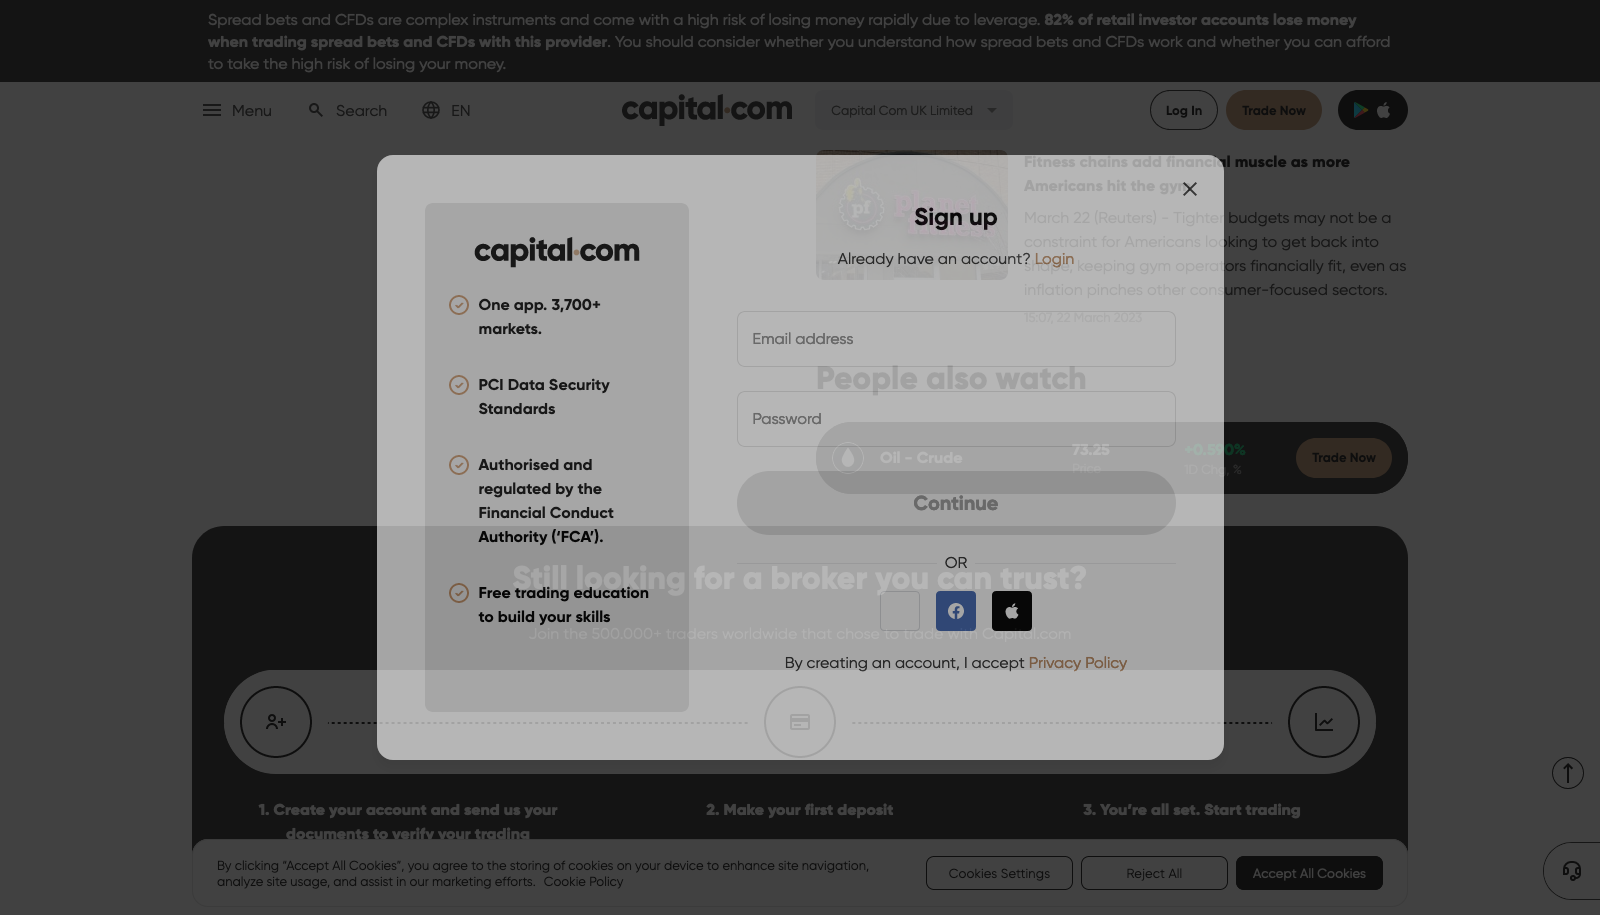 Spread bets and CFDs are complex instruments and come with a high risk of losing money rapidly due to leverage. 82% of retail investor accounts lose money
when trading spread bets and CFDs with this provider. You should consider whether you understand how spread bets and CFDs work and whether you can afford
to take the high risk of losing your money.
Menu
Search
EN
capital.com
Capital Com UK Limited
Log In
Trade Now
Fitness chains add financial muscle as more
Americans hit the gym
March 22 (Reuters) - Tighter budgets may not be a
constraint for Americans looking to get back into
shape, keeping gym operators financially fit, even as
inflation pinches other consumer-focused sectors.
15:07, 22 March 2023
pf
capital.com
One app. 3,700+
markets.
PCI Data Security
Standards
Authorised and
regulated by the
Financial Conduct
Authority (‘FCA’).
Free trading education
to build your skills
Sign up
Already have an account? Login
Email address
Password
Continue
OR
By creating an account, I accept Privacy Policy
People also watch
Oil - Crude
73.25
Price
+0.590%
1D Chg, %
Trade Now
Still looking for a broker you can trust?
Join the 500.000+ traders worldwide that chose to trade with Capital.com
1. Create your account and send us your
documents to verify your trading
2. Make your first deposit
3. You’re all set. Start trading
By clicking “Accept All Cookies”, you agree to the storing of cookies on your device to enhance site navigation,
analyze site usage, and assist in our marketing efforts. Cookie Policy
Cookies Settings
Reject All
Accept All Cookies